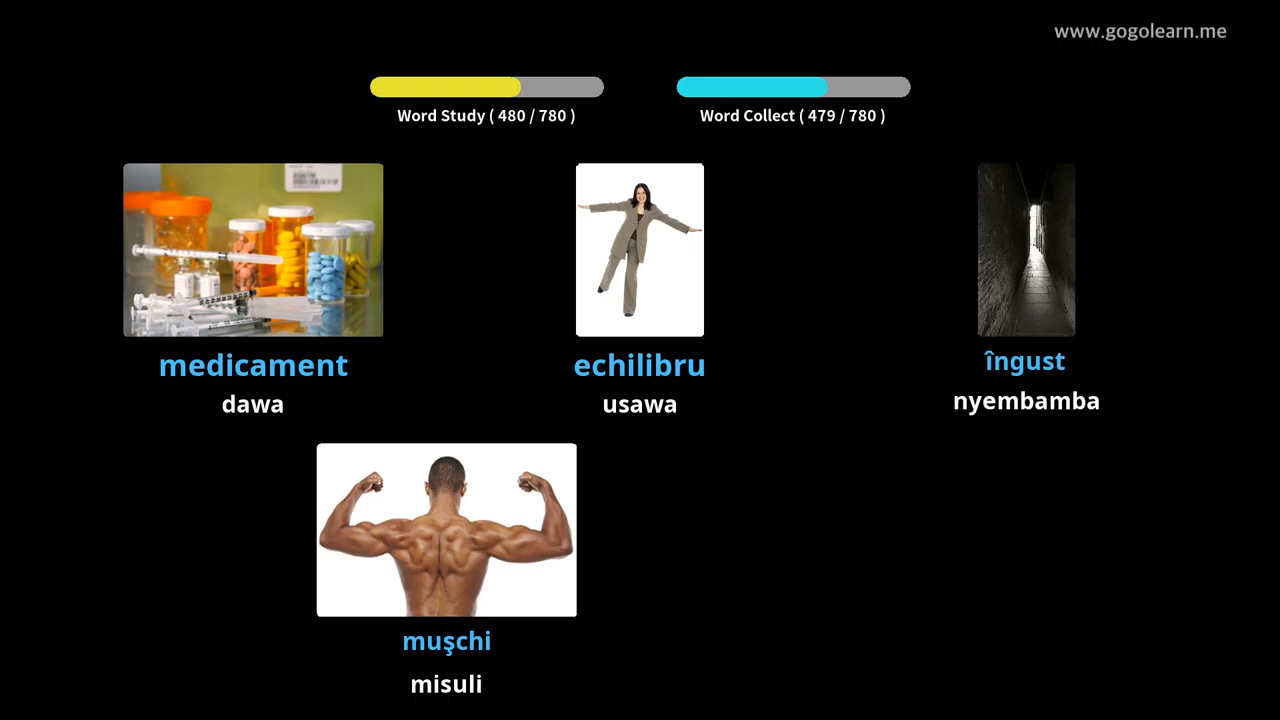 www.gogolearn.me
Word Study ( 480 / 780 )
Word Collect ( 479 / 780 )
medicament
dawa
echilibru
usawa
îngust
nyembamba
muşchi
misuli